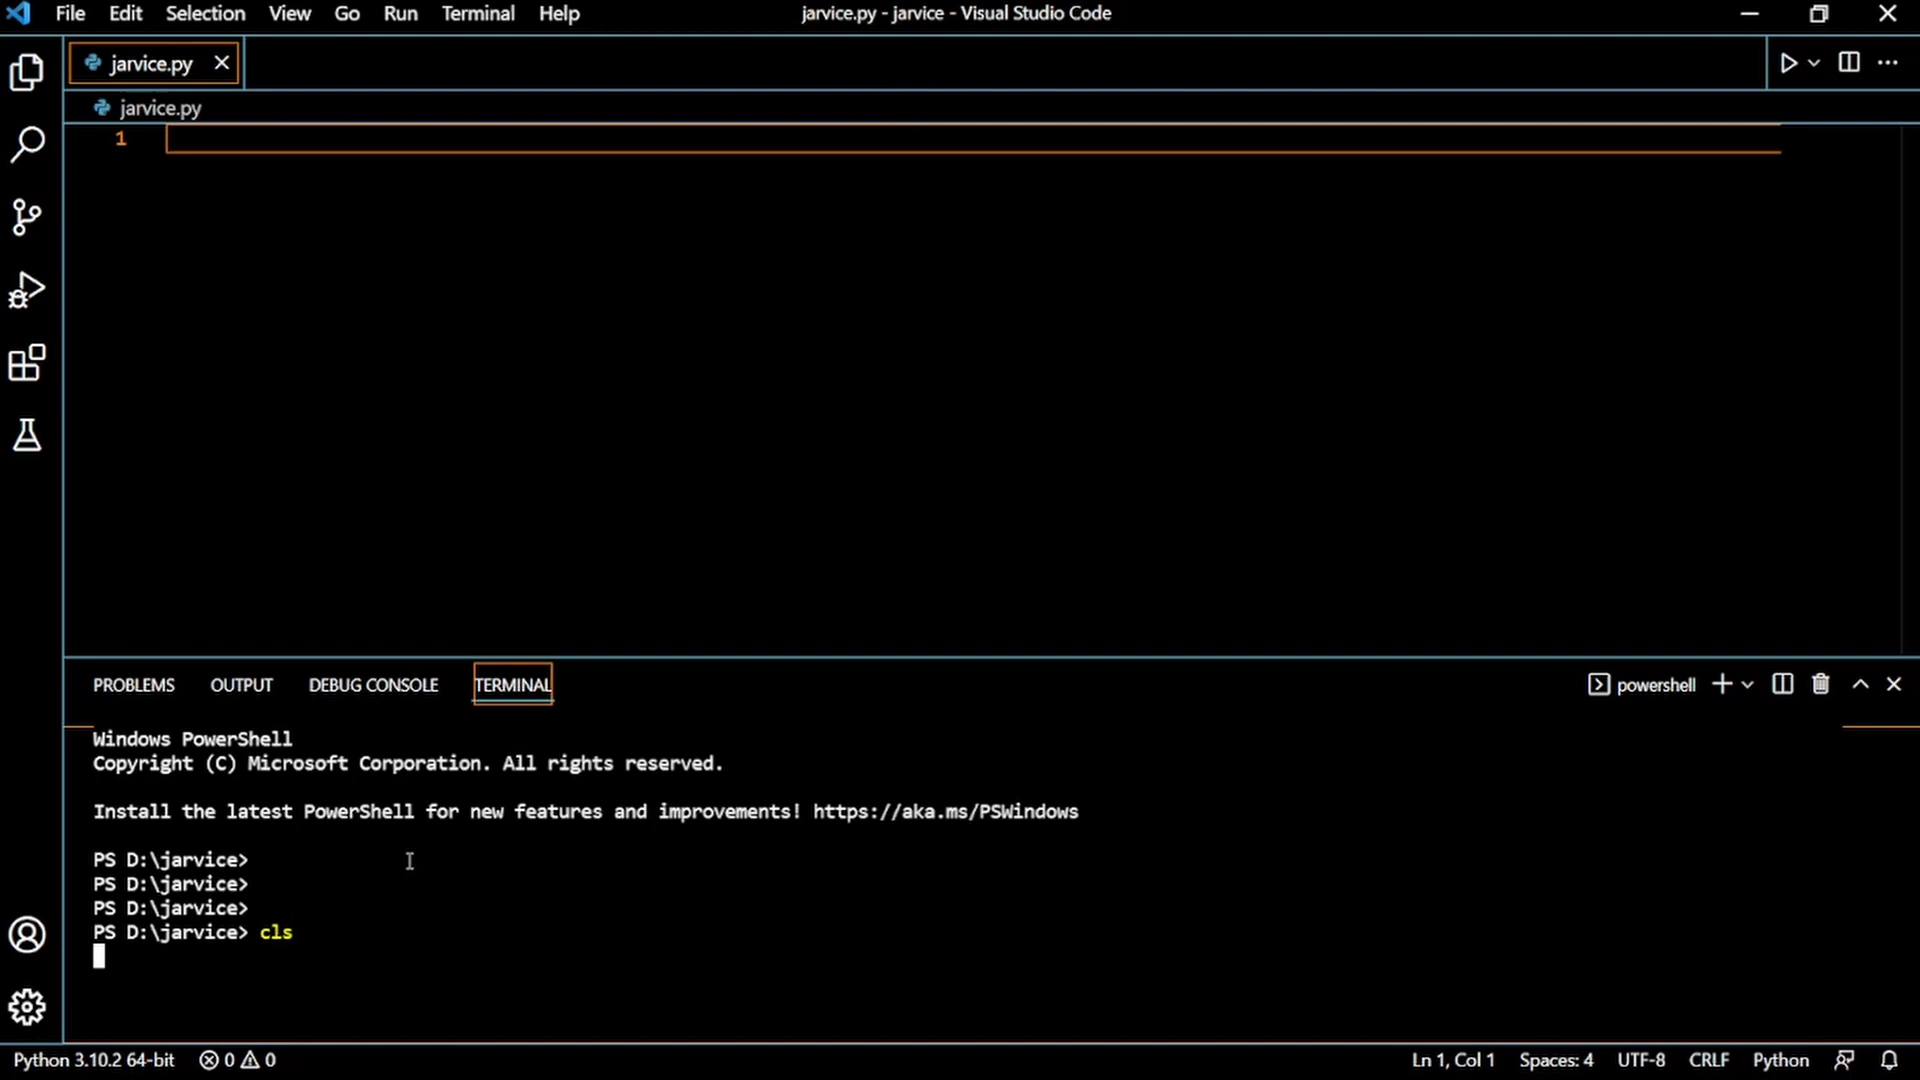 File Edit Selection View Go Run Terminal Help jarvice.py - jarvice - Visual Studio Code
jarvice.py
jarvice.py
1
PROBLEMS OUTPUT DEBUG CONSOLE TERMINAL powershell
Windows PowerShell
Copyright (C) Microsoft Corporation. All rights reserved.
Install the latest PowerShell for new features and improvements! https://aka.ms/PSWindows
PS D:\jarvice>
PS D:\jarvice>
PS D:\jarvice>
PS D:\jarvice> cls
Python 3.10.2 64-bit 0 0 Ln 1, Col 1 Spaces: 4 UTF-8 CRLF Python